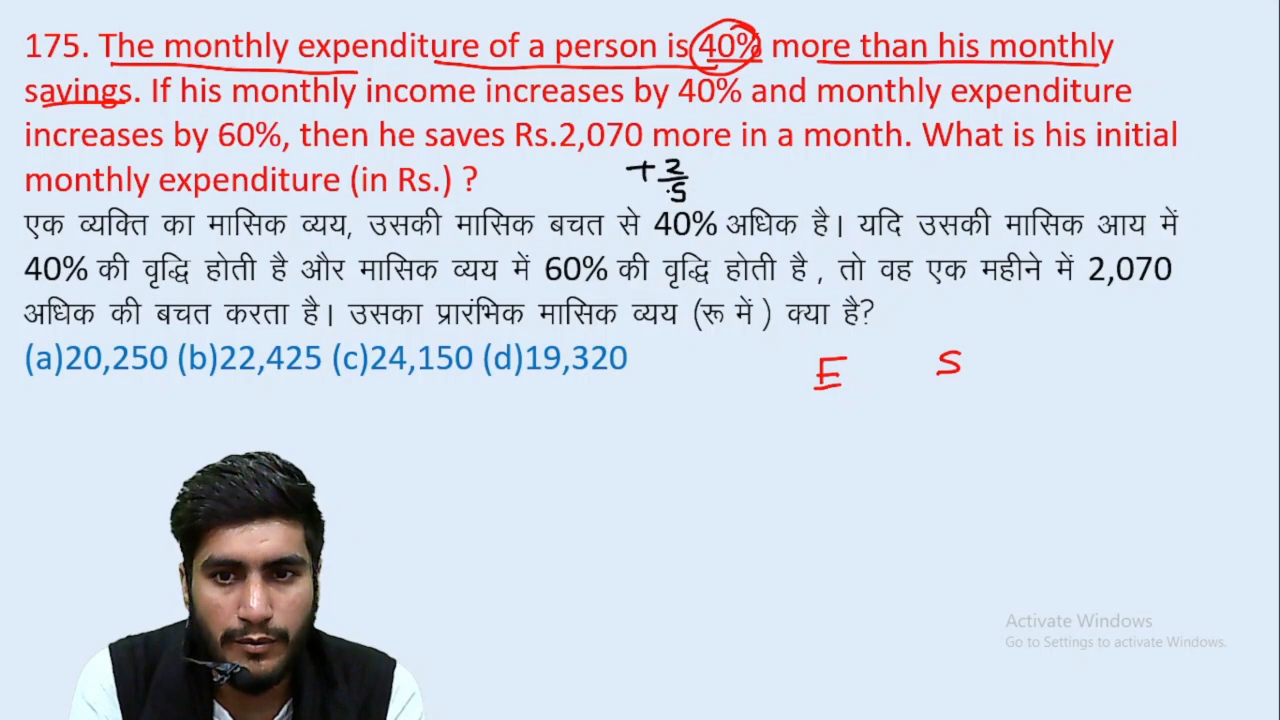 175. The monthly expenditure of a person is 40% more than his monthly
savings. If his monthly income increases by 40% and monthly expenditure
increases by 60%, then he saves Rs.2,070 more in a month. What is his initial
monthly expenditure (in Rs.) ?
+2/5
एक व्यक्ति का मासिक व्यय, उसकी मासिक बचत से 40% अधिक है। यदि उसकी मासिक आय में
40% की वृद्धि होती है और मासिक व्यय में 60% की वृद्धि होती है , तो वह एक महीने में 2,070
अधिक की बचत करता है। उसका प्रारंभिक मासिक व्यय (रू में ) क्या है?
(a)20,250 (b)22,425 (c)24,150 (d)19,320
E S
Activate Windows
Go to Settings to activate Windows.